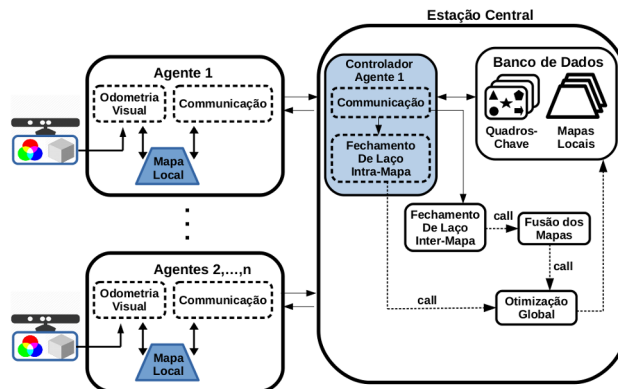 Estação Central
Agente 1
Odometria
Visual
Communicação
Mapa
Local
Controlador
Agente 1
Communicação
Fechamento
De Laço
Intra-Mapa
Banco de Dados
Quadros-
Chave
Mapas
Locais
Fechamento
De Laço
Inter-Mapa
call
Fusão dos
Mapas
call
call
Otimização
Global
Agentes 2,...,n
Odometria
Visual
Communicação
Mapa
Local